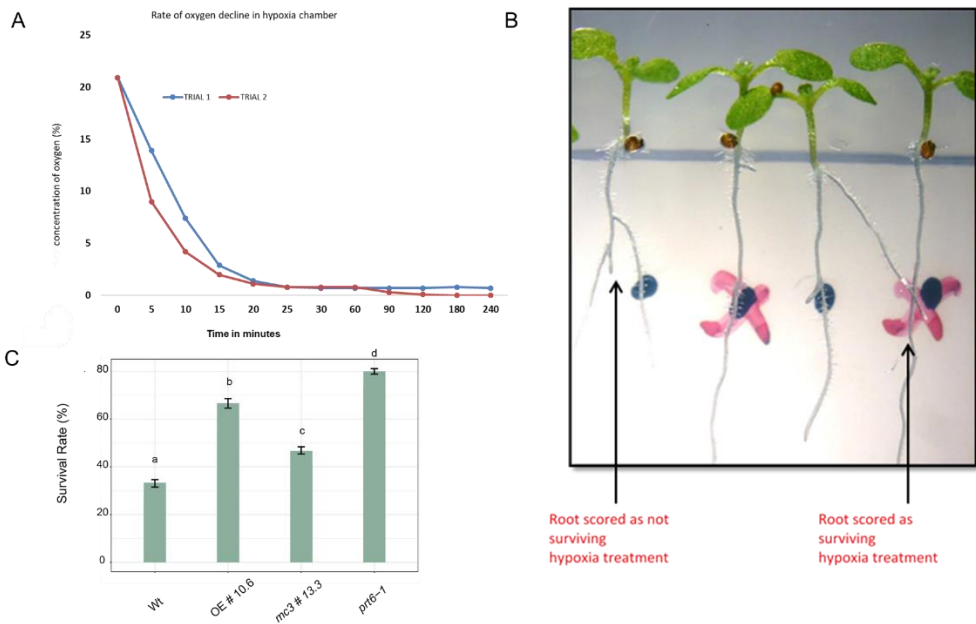 A
Rate of oxygen decline in hypoxia chamber
25
20
15
10
5
0
concentration of oxygen (%)
TRIAL 1
TRIAL 2
0 5 10 15 20 25 30 60 90 120 180 240
Time in minutes
B
Root scored as not
surviving
hypoxia treatment
Root scored as
surviving
hypoxia treatment
C
80
60
40
20
0
Survival Rate (%)
a
b
c
d
Wt
OE # 10.6
mc3 # 13.3
prt6-1